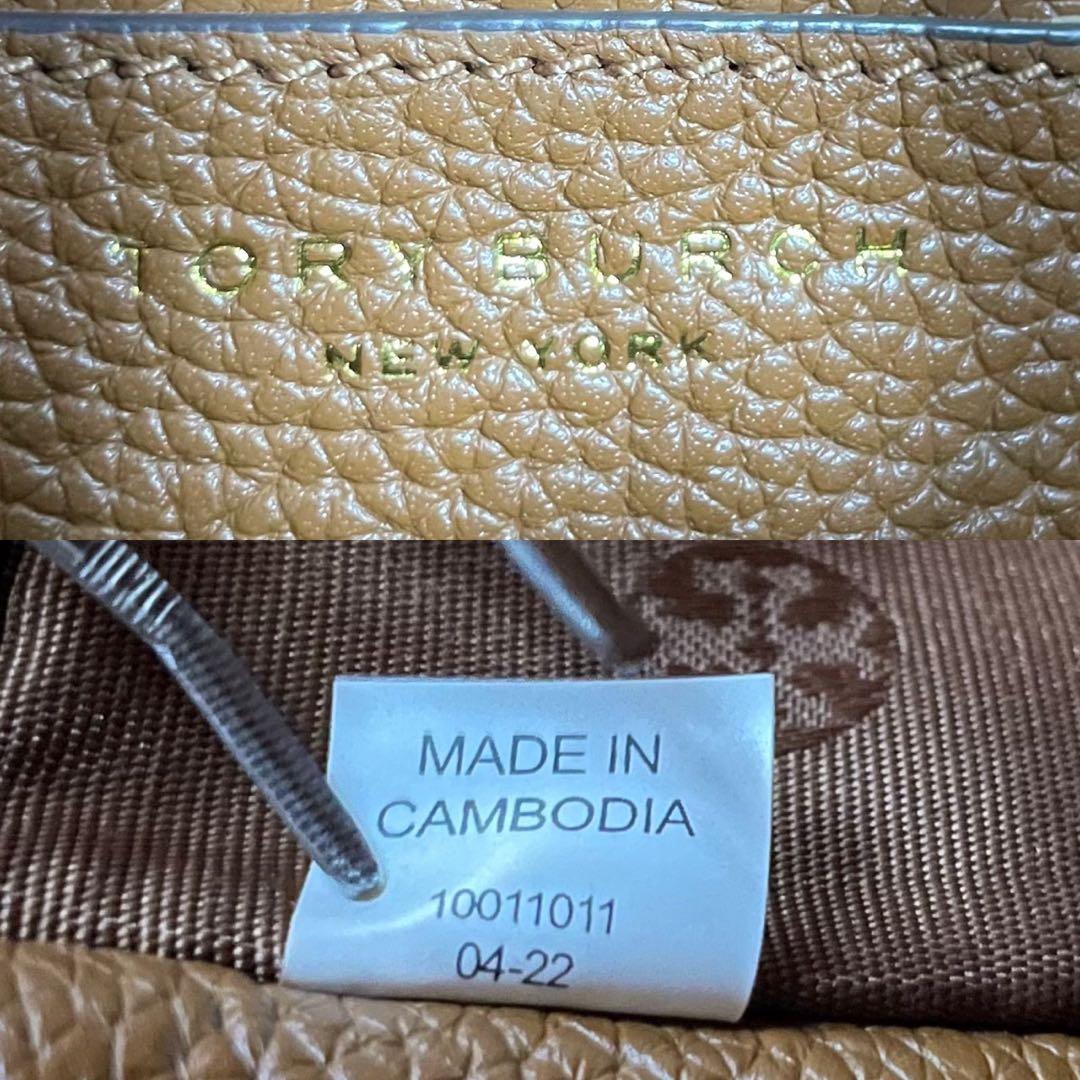 TORY BURCH
NEW YORK
MADE IN
CAMBODIA
10011011
04-22